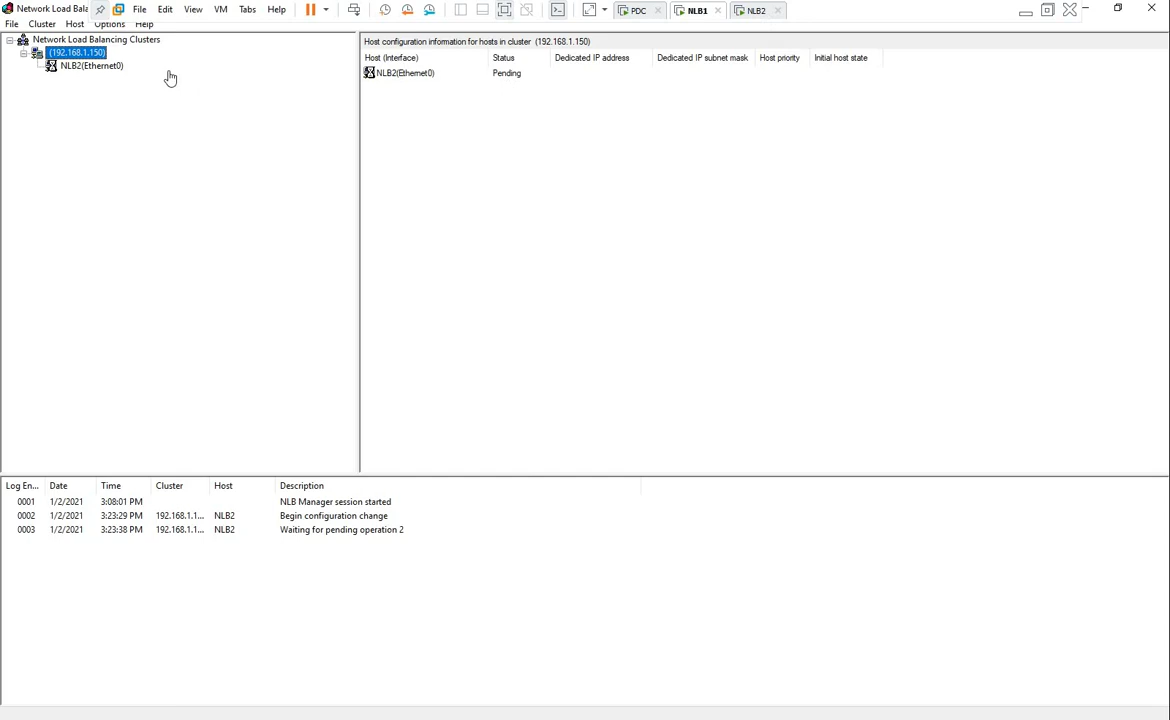 Network Load Bala File Edit View VM Tabs Help PDC NLB1 NLB2
File Cluster Host Options Help
Network Load Balancing Clusters
(192.168.1.150)
NLB2(Ethernet0)
Host configuration information for hosts in cluster (192.168.1.150)
Host (Interface) Status Dedicated IP address Dedicated IP subnet mask Host priority Initial host state
NLB2(Ethernet0) Pending
Log En... Date Time Cluster Host Description
0001 1/2/2021 3:08:01 PM NLB Manager session started
0002 1/2/2021 3:23:29 PM 192.168.1.1... NLB2 Begin configuration change
0003 1/2/2021 3:23:38 PM 192.168.1.1... NLB2 Waiting for pending operation 2